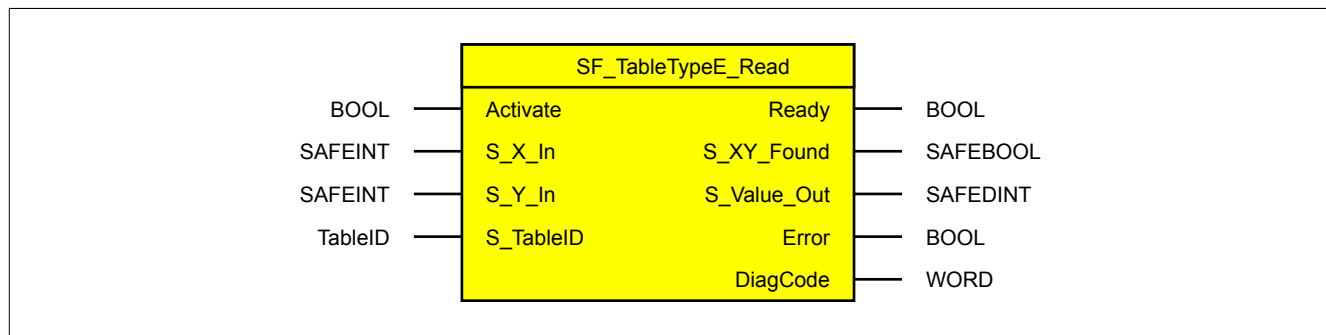 SF_TableTypeE_Read
BOOL Activate Ready BOOL
SAFEINT S_X_In S_XY_Found SAFEBOOL
SAFEINT S_Y_In S_Value_Out SAFEDINT
TableID S_TableID Error BOOL
DiagCode WORD